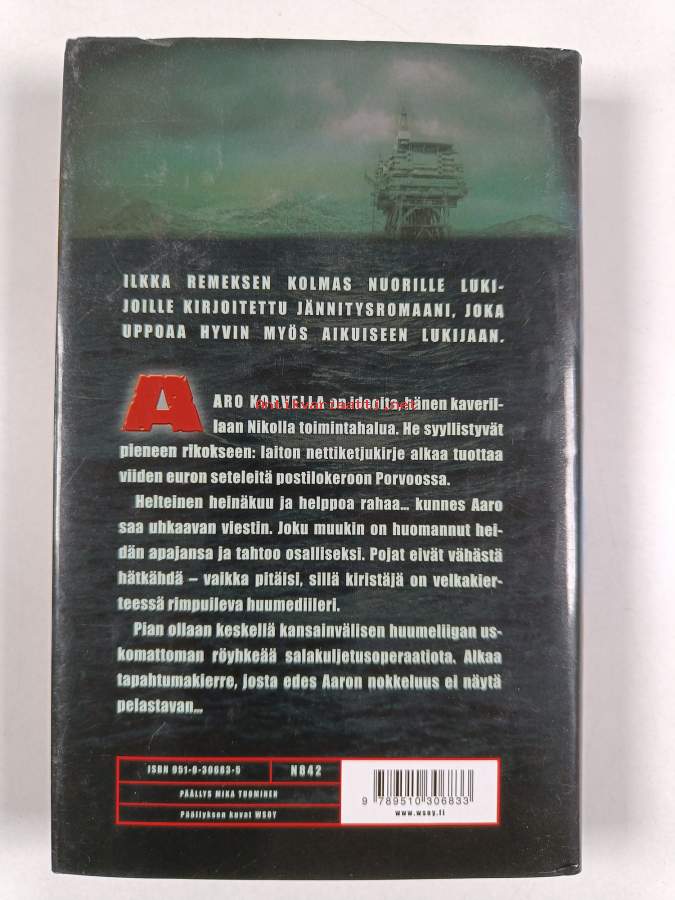 ILKKA REMEKSEN KOLMAS NUORILLE LUKI-
JOILLE KIRJOITETTU JÄNNITYSROMAANI, JOKA
UPPOAA HYVIN MYÖS AIKUISEEN LUKIJAAN.
AARO KORVELLA on ideoita, hänen kaveril-
Antikvariaatti.net
laan Nikolla toimintahalua. He syyllistyvät
pieneen rikokseen: laiton nettiketjukirje alkaa tuottaa
viiden euron seteleitä postilokeroon Porvoossa.
Helteinen heinäkuu ja helppoa rahaa... kunnes Aaro
saa uhkaavan viestin. Joku muukin on huomannut hei-
dän apajansa ja tahtoo osalliseksi. Pojat eivät vähästä
hätkähdä – vaikka pitäisi, sillä kiristäjä on velkakier-
teessä rimpuileva huumediileri.
Pian ollaan keskellä kansainvälisen huumeliigan us-
komattoman röyhkeää salakuljetusoperaatiota. Alkaa
tapahtumakierre, josta edes Aaron nokkeluus ei näytä
pelastavan...
ISBN 951-0-30683-5 N842
PÄÄLLYS MIKA TUOMINEN
Päällyksen kuvat WSOY
9 789510 306833
www.wsoy.fi